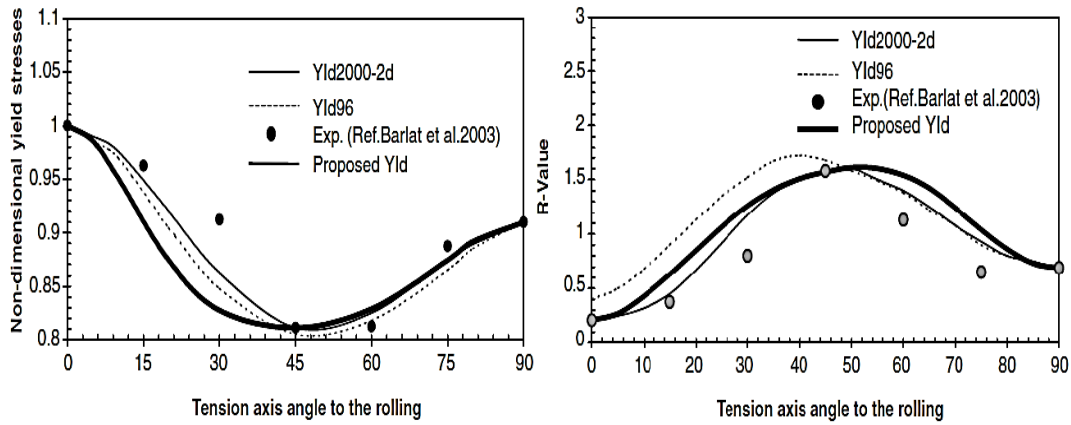 Non-dimensional yield stresses
1.1
1.05
1
0.95
0.9
0.85
0.8
0 15 30 45 60 75 90
Tension axis angle to the rolling
Yld2000-2d
Yld96
Exp. (Ref.Barlat et al.2003)
Proposed Yld
R-Value
3
2.5
2
1.5
1
0.5
0
0 10 20 30 40 50 60 70 80 90
Tension axis angle to the rolling
Yld2000-2d
Yld96
Exp.(Ref.Barlat et al.2003)
Proposed Yld